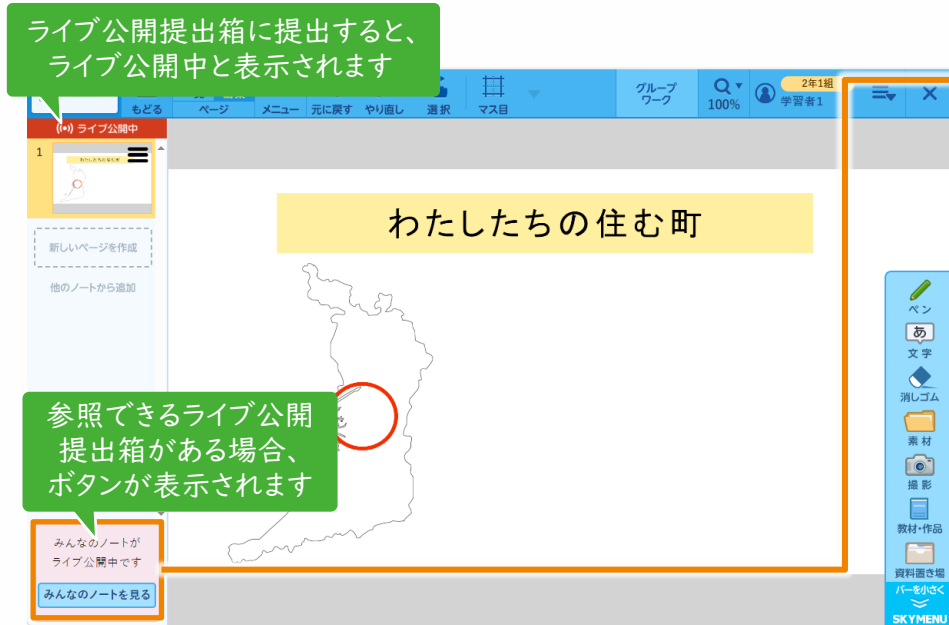 ライブ公開提出箱に提出すると、
ライブ公開中と表示されます
もどる
ページ
メニュー
元に戻す
やり直し
選択
マス目
グループ
ワーク
100%
2年1組
学習者1
ライブ公開中
1
わたしたちの住む町
わたしたちの住む町
新しいページを作成
他のノートから追加
参照できるライブ公開
提出箱がある場合、
ボタンが表示されます
みんなのノートが
ライブ公開中です
みんなのノートを見る
ペン
あ
文字
消しゴム
素材
撮影
教材・作品
資料置き場
バーを小さく
SKYMENU